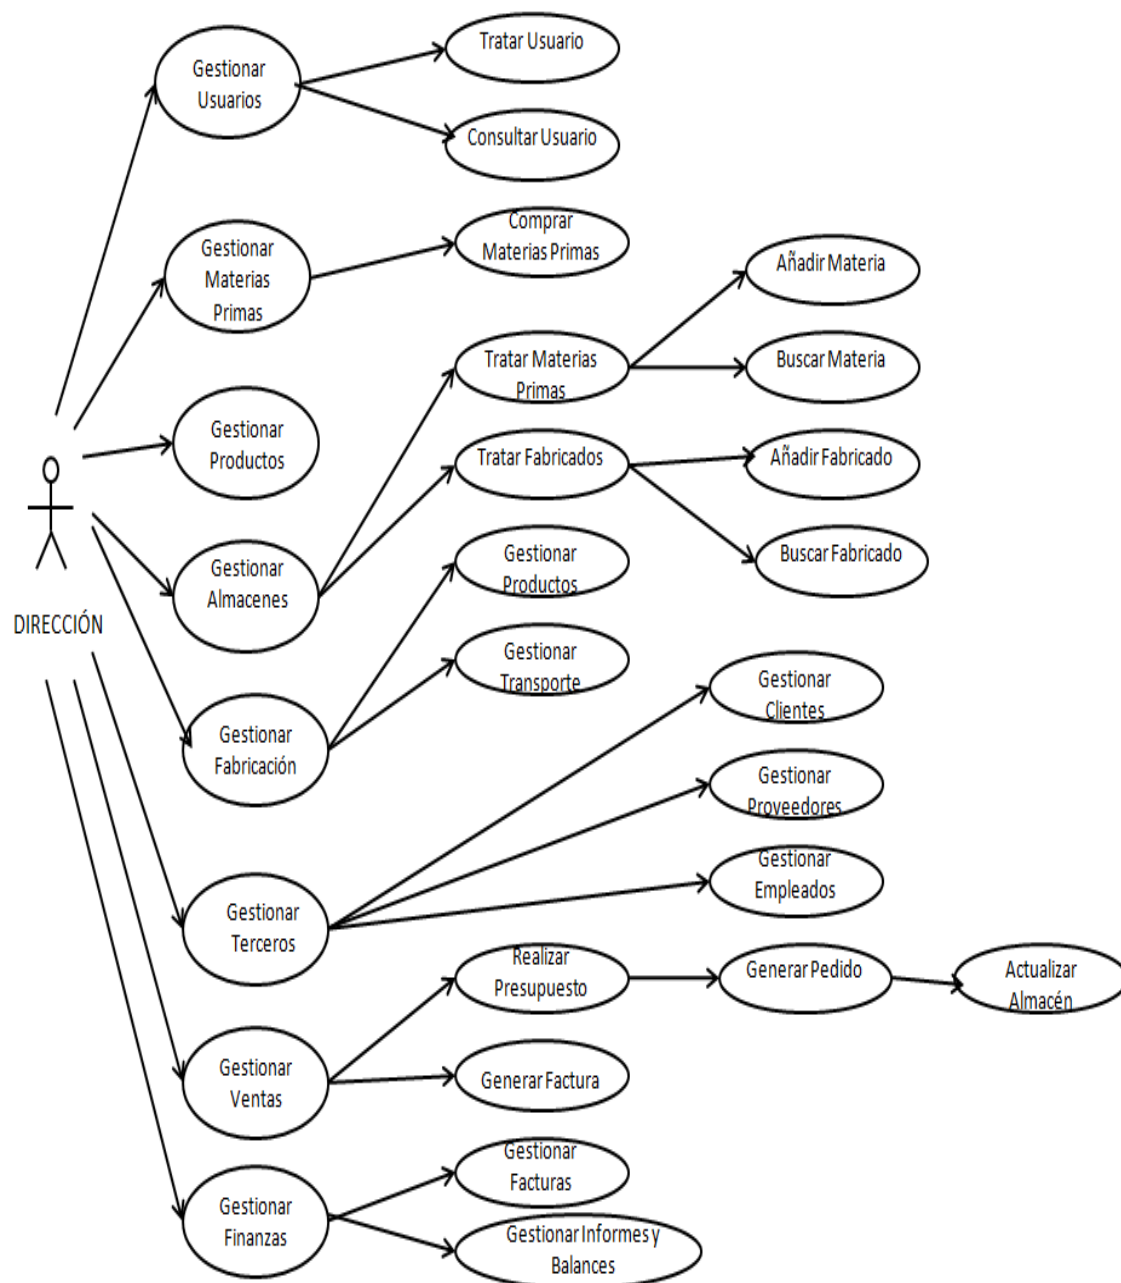 Tratar Usuario
Gestionar
Usuarios
Consultar Usuario
Comprar
Materias Primas
Gestionar
Materias
Primas
Añadir Materia
Tratar Materias
Primas
Buscar Materia
Gestionar
Productos
Tratar Fabricados
Añadir Fabricado
Gestionar
Productos
Buscar Fabricado
Gestionar
Almacenes
DIRECCIÓN
Gestionar
Transporte
Gestionar
Clientes
Gestionar
Fabricación
Gestionar
Proveedores
Gestionar
Empleados
Gestionar
Terceros
Realizar
Presupuesto
Generar Pedido
Actualizar
Almacén
Gestionar
Ventas
Generar Factura
Gestionar
Facturas
Gestionar
Finanzas
Gestionar Informes y
Balances